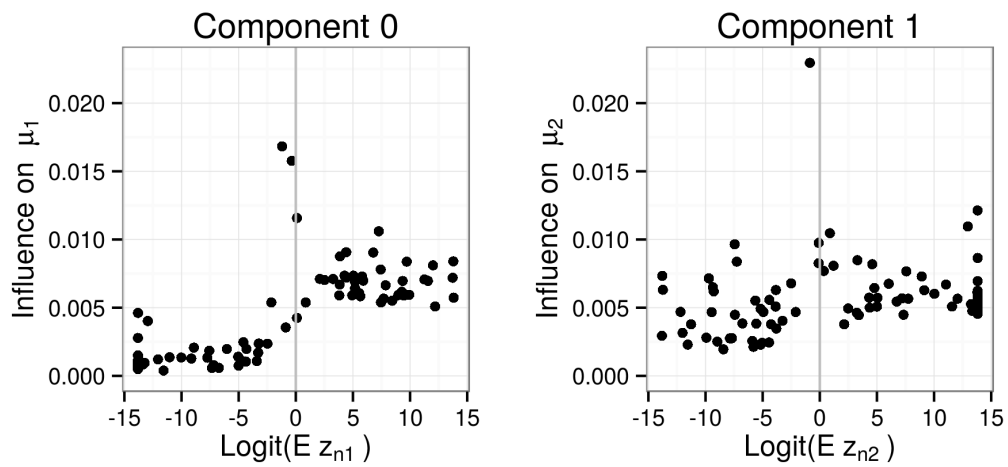 Component 0
Component 1
Influence on μ₁
0.020
0.015
0.010
0.005
0.000
-15 -10 -5 0 5 10 15
Logit(E zₙ₁ )
Influence on μ₂
0.020
0.015
0.010
0.005
0.000
-15 -10 -5 0 5 10 15
Logit(E zₙ₂ )